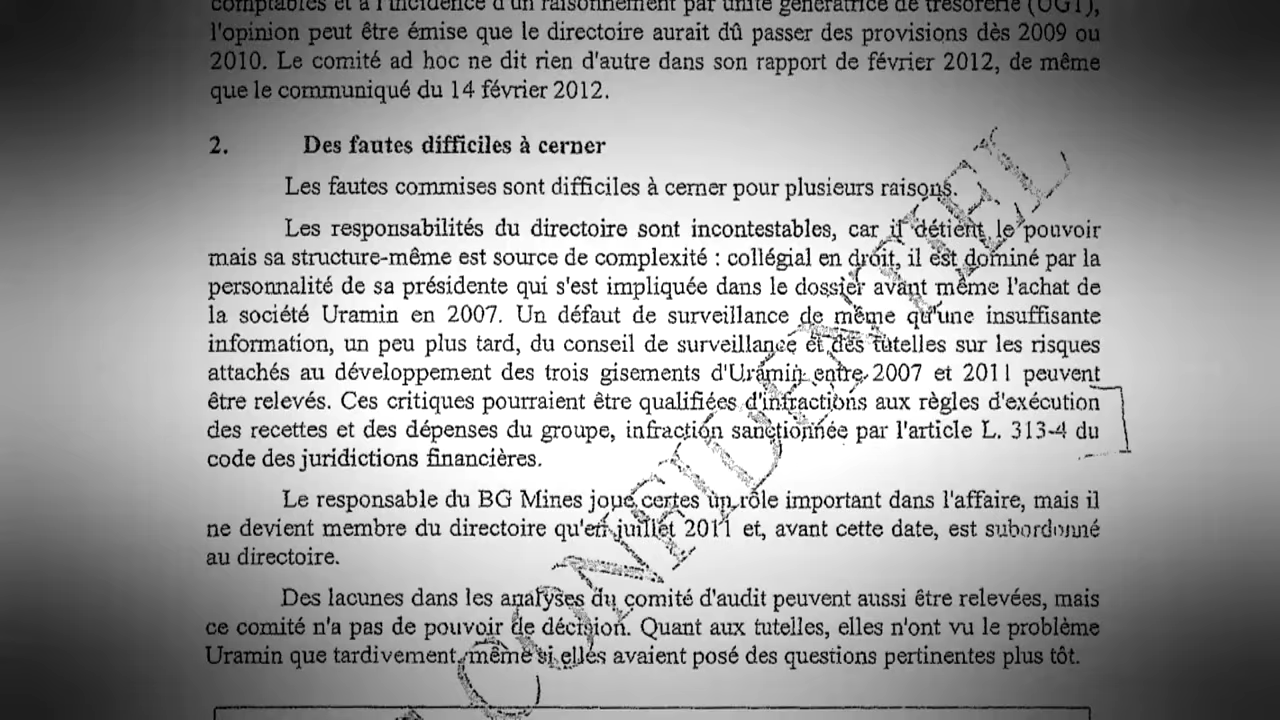 comptables et à l'incidence d'un raisonnement par unité génératrice de trésorerie (UGT),
l'opinion peut être émise que le directoire aurait dû passer des provisions dès 2009 ou
2010. Le comité ad hoc ne dit rien d'autre dans son rapport de février 2012, de même
que le communiqué du 14 février 2012.
2. Des fautes difficiles à cerner
Les fautes commises sont difficiles à cerner pour plusieurs raisons.
Les responsabilités du directoire sont incontestables, car il détient le pouvoir
mais sa structure-même est source de complexité : collégial en droit, il est dominé par la
personnalité de sa présidente qui s'est impliquée dans le dossier avant même l'achat de
la société Uramin en 2007. Un défaut de surveillance de même qu'une insuffisante
information, un peu plus tard, du conseil de surveillance et des tutelles sur les risques
attachés au développement des trois gisements d'Uramin entre 2007 et 2011 peuvent
être relevés. Ces critiques pourraient être qualifiées d'infractions aux règles d'exécution
des recettes et des dépenses du groupe, infraction sanctionnée par l'article L. 313-4 du
code des juridictions financières.
Le responsable du BG Mines joue certes un rôle important dans l'affaire, mais il
ne devient membre du directoire qu'en juillet 2011 et, avant cette date, est subordonné
au directoire.
Des lacunes dans les analyses du comité d'audit peuvent aussi être relevées, mais
ce comité n'a pas de pouvoir de décision. Quant aux tutelles, elles n'ont vu le problème
Uramin que tardivement, même si elles avaient posé des questions pertinentes plus tôt.
CONFIDENTIEL